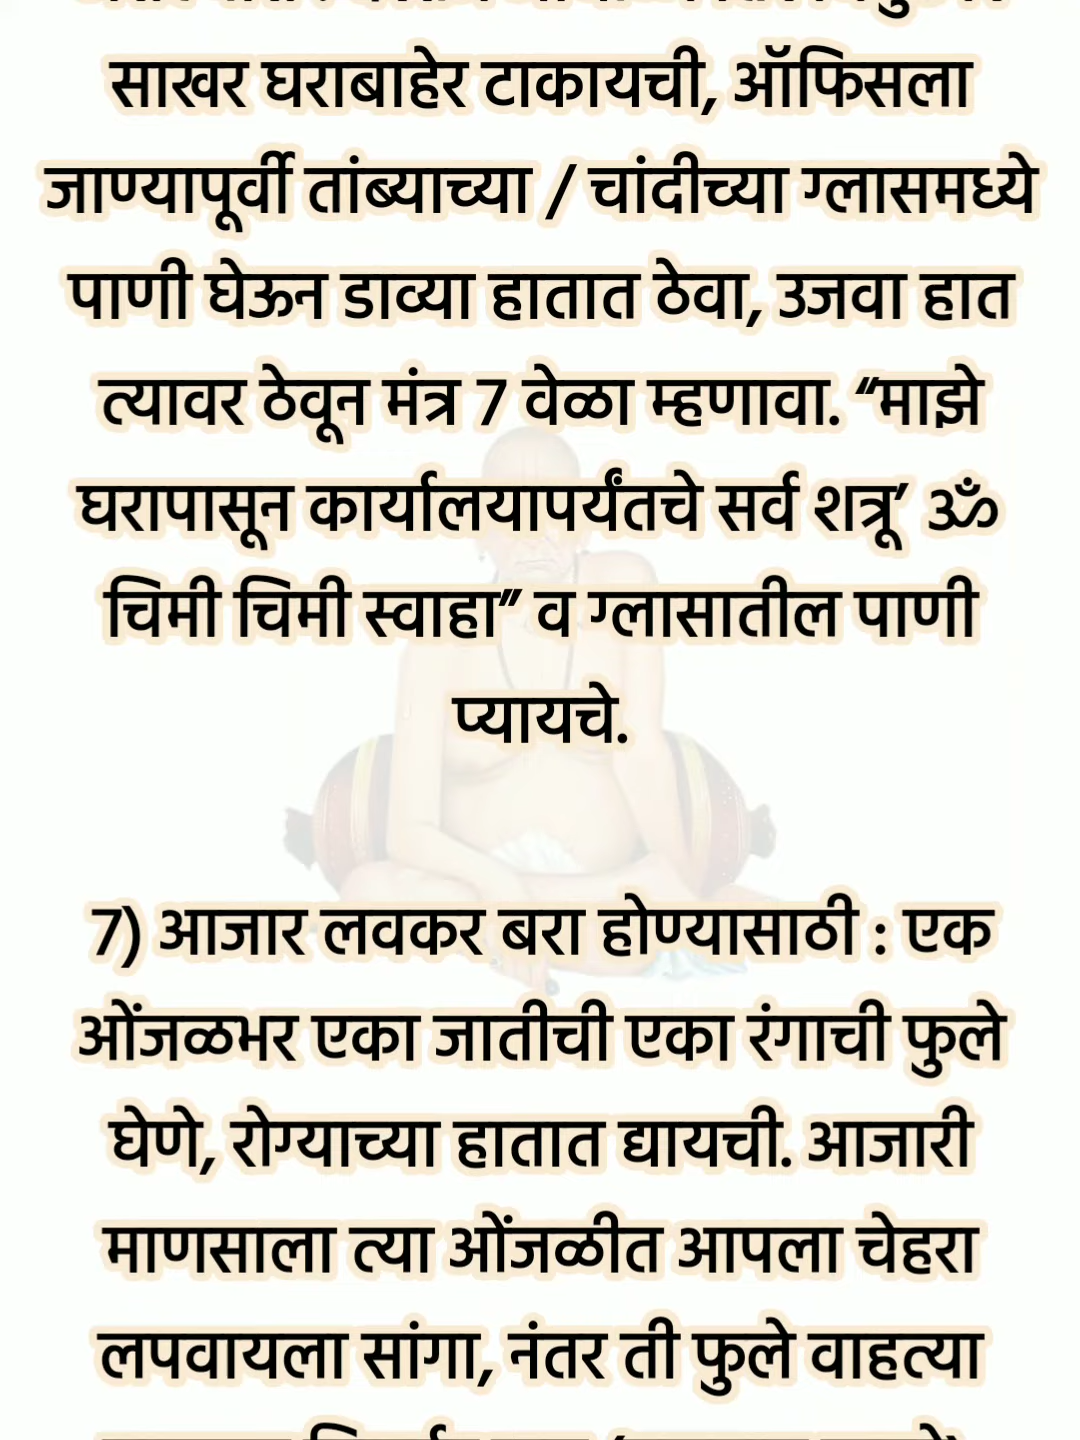 साखर घराबाहेर टाकायची, ऑफिसला
जाण्यापूर्वी तांब्याच्या / चांदीच्या ग्लासमध्ये
पाणी घेऊन डाव्या हातात ठेवा, उजवा हात
त्यावर ठेवून मंत्र 7 वेळा म्हणावा. “माझे
घरापासून कार्यालयापर्यंतचे सर्व शत्रू’ ॐ
चिमी चिमी स्वाहा” व ग्लासातील पाणी
प्यायचे.
7) आजार लवकर बरा होण्यासाठी : एक
ओंजळभर एका जातीची एका रंगाची फुले
घेणे, रोग्याच्या हातात द्यायची. आजारी
माणसाला त्या ओंजळीत आपला चेहरा
लपवायला सांगा, नंतर ती फुले वाहत्या